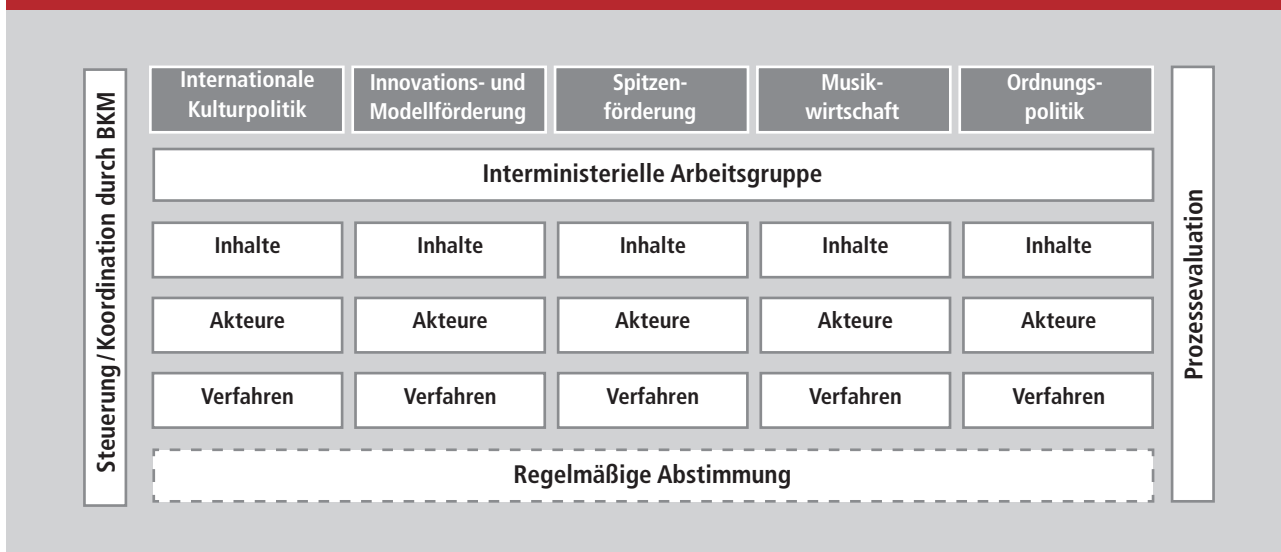 Steuerung/Koordination durch BKM
Internationale
Kulturpolitik
Innovations- und
Modellförderung
Spitzen-
förderung
Musik-
wirtschaft
Ordnungs-
politik
Interministerielle Arbeitsgruppe
Inhalte Inhalte Inhalte Inhalte Inhalte
Akteure Akteure Akteure Akteure Akteure
Verfahren Verfahren Verfahren Verfahren Verfahren
Regelmäßige Abstimmung
Prozessevaluation